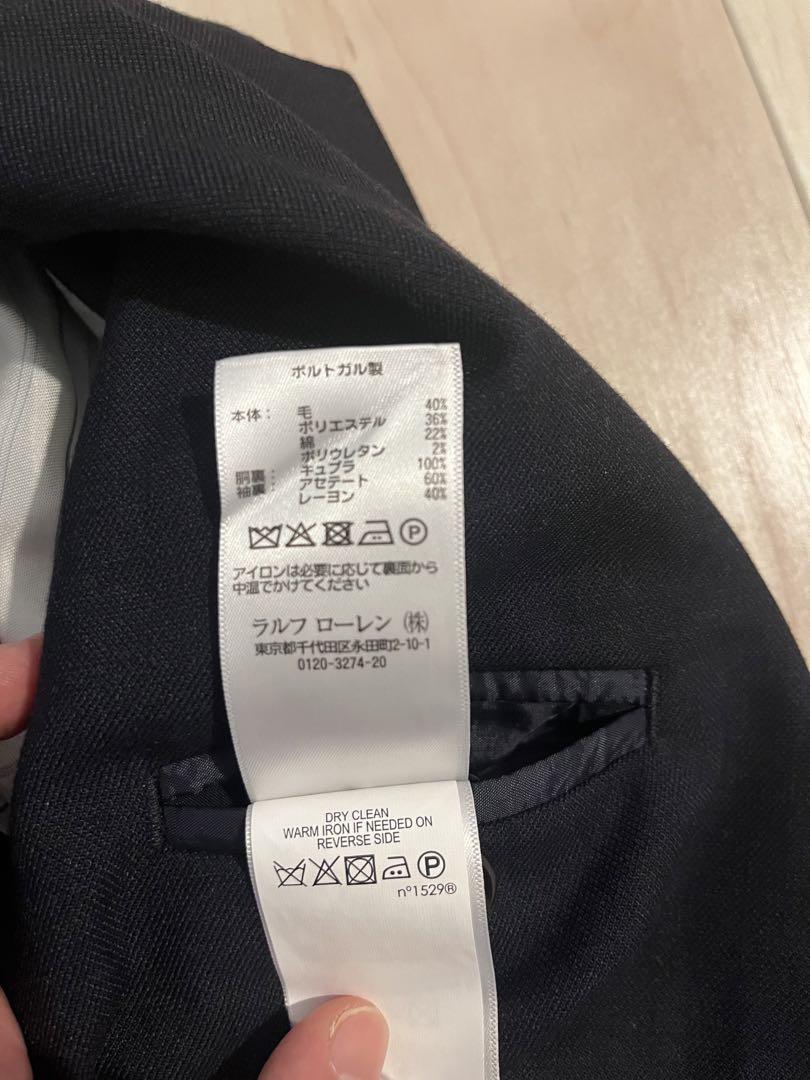 ポルトガル製
本体： 毛 40%
ポリエステル 36%
綿 22%
ポリウレタン 2%
胴裏： キュプラ 100%
袖裏： アセテート 60%
レーヨン 40%
P
アイロンは必要に応じて裏面から
中温でかけてください
ラルフ ローレン ㈱
東京都千代田区永田町2-10-1
0120-3274-20
DRY CLEAN
WARM IRON IF NEEDED ON
REVERSE SIDE
P
n°1529®